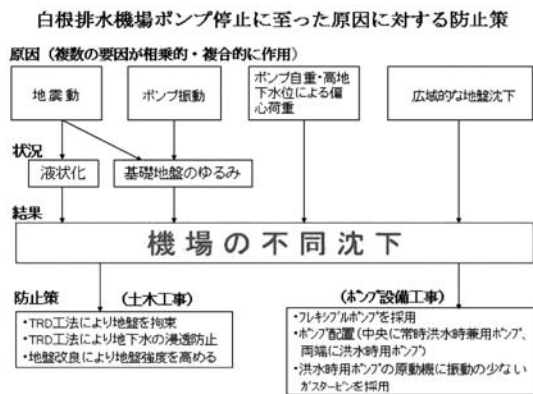 白根排水機場ポンプ停止に至った原因に対する防止策
原因（複数の要因が相乗的・複合的に作用）
地震動
ポンプ振動
ポンプ自重・高地
下水位による偏
心荷重
広域的な地盤沈下
状況
液状化
基礎地盤のゆるみ
結果
機場の不同沈下
防止策
（土木工事）
・TRD工法により地盤を拘束
・TRD工法により地下水の浸透防止
・地盤改良により地盤強度を高める
（ﾎﾟﾝﾌﾟ設備工事）
・ﾌﾚｷｼﾌﾞﾙﾎﾟﾝﾌﾟを採用
・ﾎﾟﾝﾌﾟ配置（中央に常時洪水時兼用ﾎﾟﾝﾌﾟ、
両端に洪水時用ﾎﾟﾝﾌﾟ）
・洪水時用ﾎﾟﾝﾌﾟの原動機に振動の少ない
ｶﾞｽﾀｰﾋﾞﾝを採用